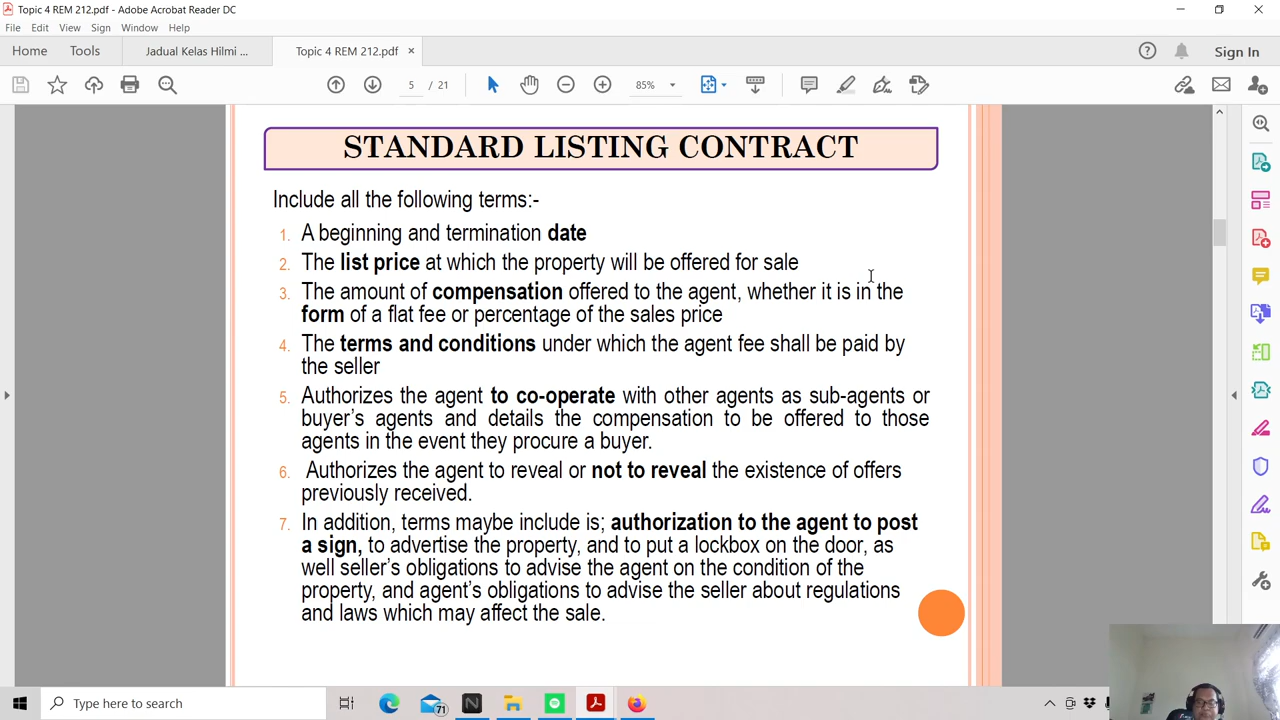 Topic 4 REM 212.pdf - Adobe Acrobat Reader DC
File Edit View Sign Window Help
Home Tools Jadual Kelas Hilmi ... Topic 4 REM 212.pdf × Sign In
5 / 21 85%
STANDARD LISTING CONTRACT
Include all the following terms:-
1. A beginning and termination date
2. The list price at which the property will be offered for sale
3. The amount of compensation offered to the agent, whether it is in the
form of a flat fee or percentage of the sales price
4. The terms and conditions under which the agent fee shall be paid by
the seller
5. Authorizes the agent to co-operate with other agents as sub-agents or
buyer's agents and details the compensation to be offered to those
agents in the event they procure a buyer.
6. Authorizes the agent to reveal or not to reveal the existence of offers
previously received.
7. In addition, terms maybe include is; authorization to the agent to post
a sign, to advertise the property, and to put a lockbox on the door, as
well seller's obligations to advise the agent on the condition of the
property, and agent's obligations to advise the seller about regulations
and laws which may affect the sale.
Type here to search 71